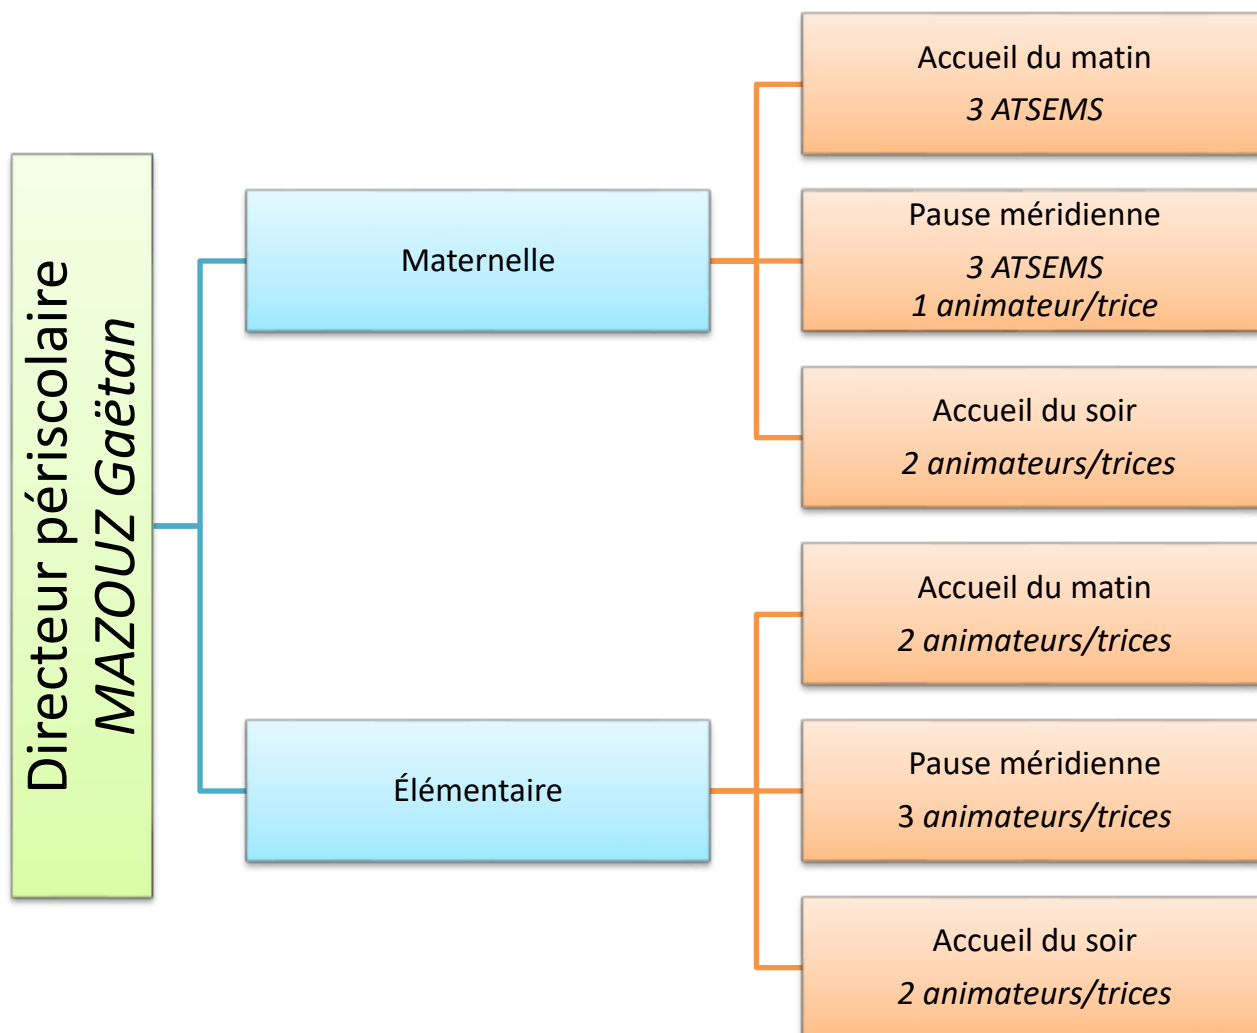 Directeur périscolaire
MAZOUZ Gaëtan
Maternelle
Accueil du matin
3 ATSEMS
Pause méridienne
3 ATSEMS
1 animateur/trice
Accueil du soir
2 animateurs/trices
Élémentaire
Accueil du matin
2 animateurs/trices
Pause méridienne
3 animateurs/trices
Accueil du soir
2 animateurs/trices